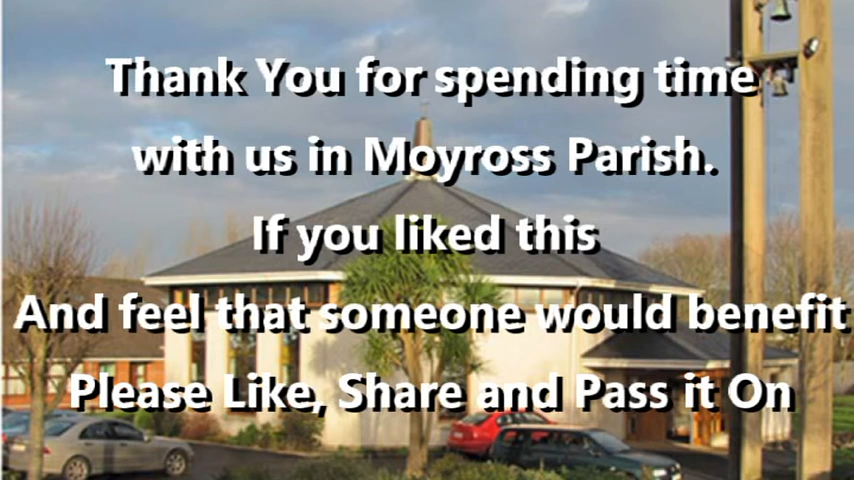 Thank You for spending time
with us in Moyross Parish.
If you liked this
And feel that someone would benefit
Please Like, Share and Pass it On